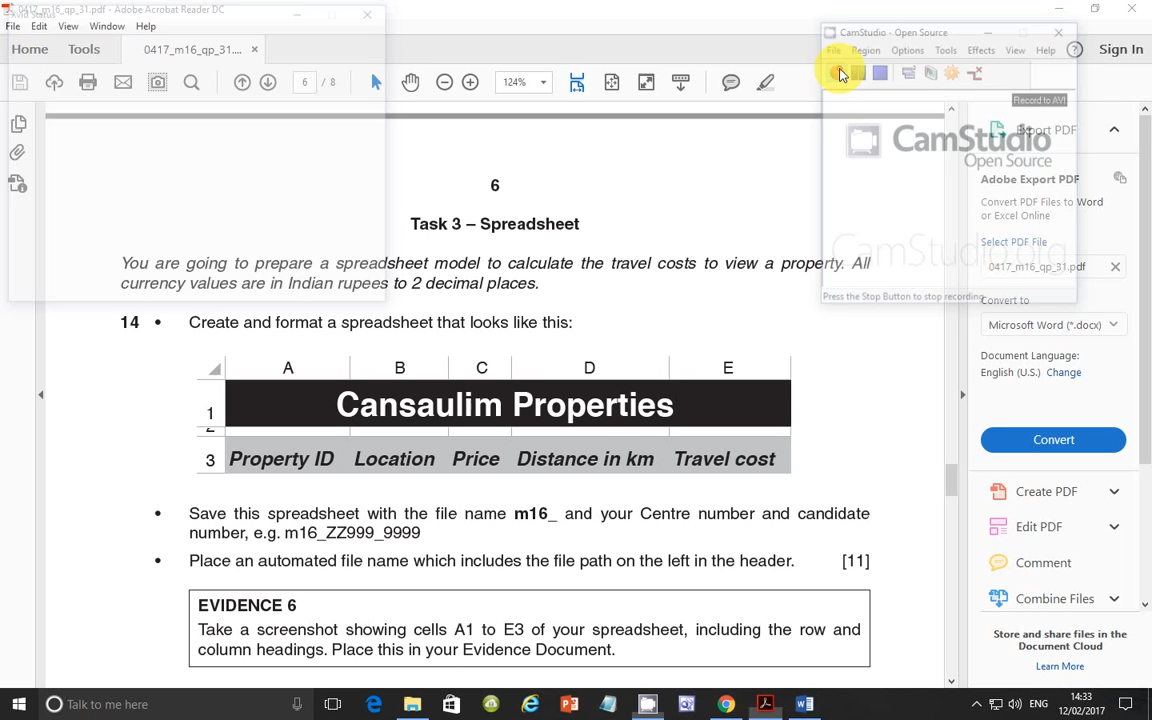 0417_m16_qp_31.pdf - Adobe Acrobat Reader DC
File Edit View Window Help
Home Tools 0417_m16_qp_31.... × Sign In
6 / 8 124%
CamStudio - Open Source
File Region Options Tools Effects View Help
Record to AVI
CamStudio
Open Source
CamStudio.org
Press the Stop Button to stop recording
6
Task 3 – Spreadsheet
You are going to prepare a spreadsheet model to calculate the travel costs to view a property. All
currency values are in Indian rupees to 2 decimal places.
14 • Create and format a spreadsheet that looks like this:
A B C D E
1 Cansaulim Properties
2
3 Property ID Location Price Distance in km Travel cost
• Save this spreadsheet with the file name m16_ and your Centre number and candidate
number, e.g. m16_ZZ999_9999
• Place an automated file name which includes the file path on the left in the header. [11]
EVIDENCE 6
Take a screenshot showing cells A1 to E3 of your spreadsheet, including the row and
column headings. Place this in your Evidence Document.
Export PDF
Adobe Export PDF
Convert PDF Files to Word
or Excel Online
Select PDF File
0417_m16_qp_31.pdf
Convert to
Microsoft Word (*.docx)
Document Language:
English (U.S.) Change
Convert
Create PDF
Edit PDF
Comment
Combine Files
Store and share files in the
Document Cloud
Learn More
Talk to me here
ENG
14:33
12/02/2017